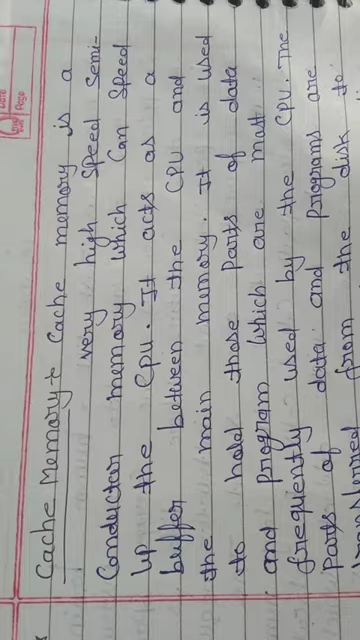 Date
Page
Cache Memory → Cache memory is a
very high speed semi-
Conductor memory which can speed
up the Cpu. It acts as a
buffer between the CPU and
the main memory. It is used
to hold those parts of data
and program which are mast
frequently used by the CPU. The
Parts of data and programs are
from the disk to